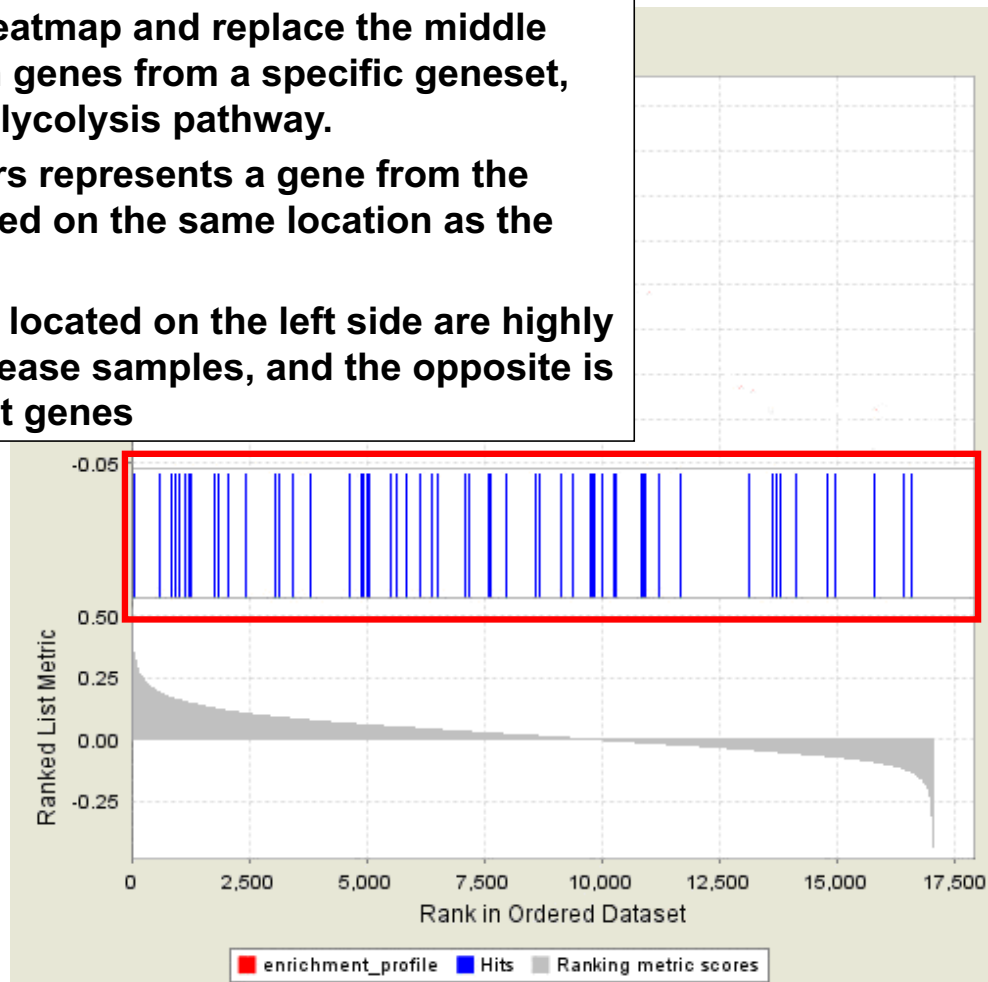 eatmap and replace the middle
genes from a specific geneset,
lycolysis pathway.
rs represents a gene from the
ed on the same location as the
located on the left side are highly
ease samples, and the opposite is
t genes
-0.05
0.50
0.25
0.00
-0.25
Ranked List Metric
0 2,500 5,000 7,500 10,000 12,500 15,000 17,500
Rank in Ordered Dataset
enrichment_profile Hits Ranking metric scores